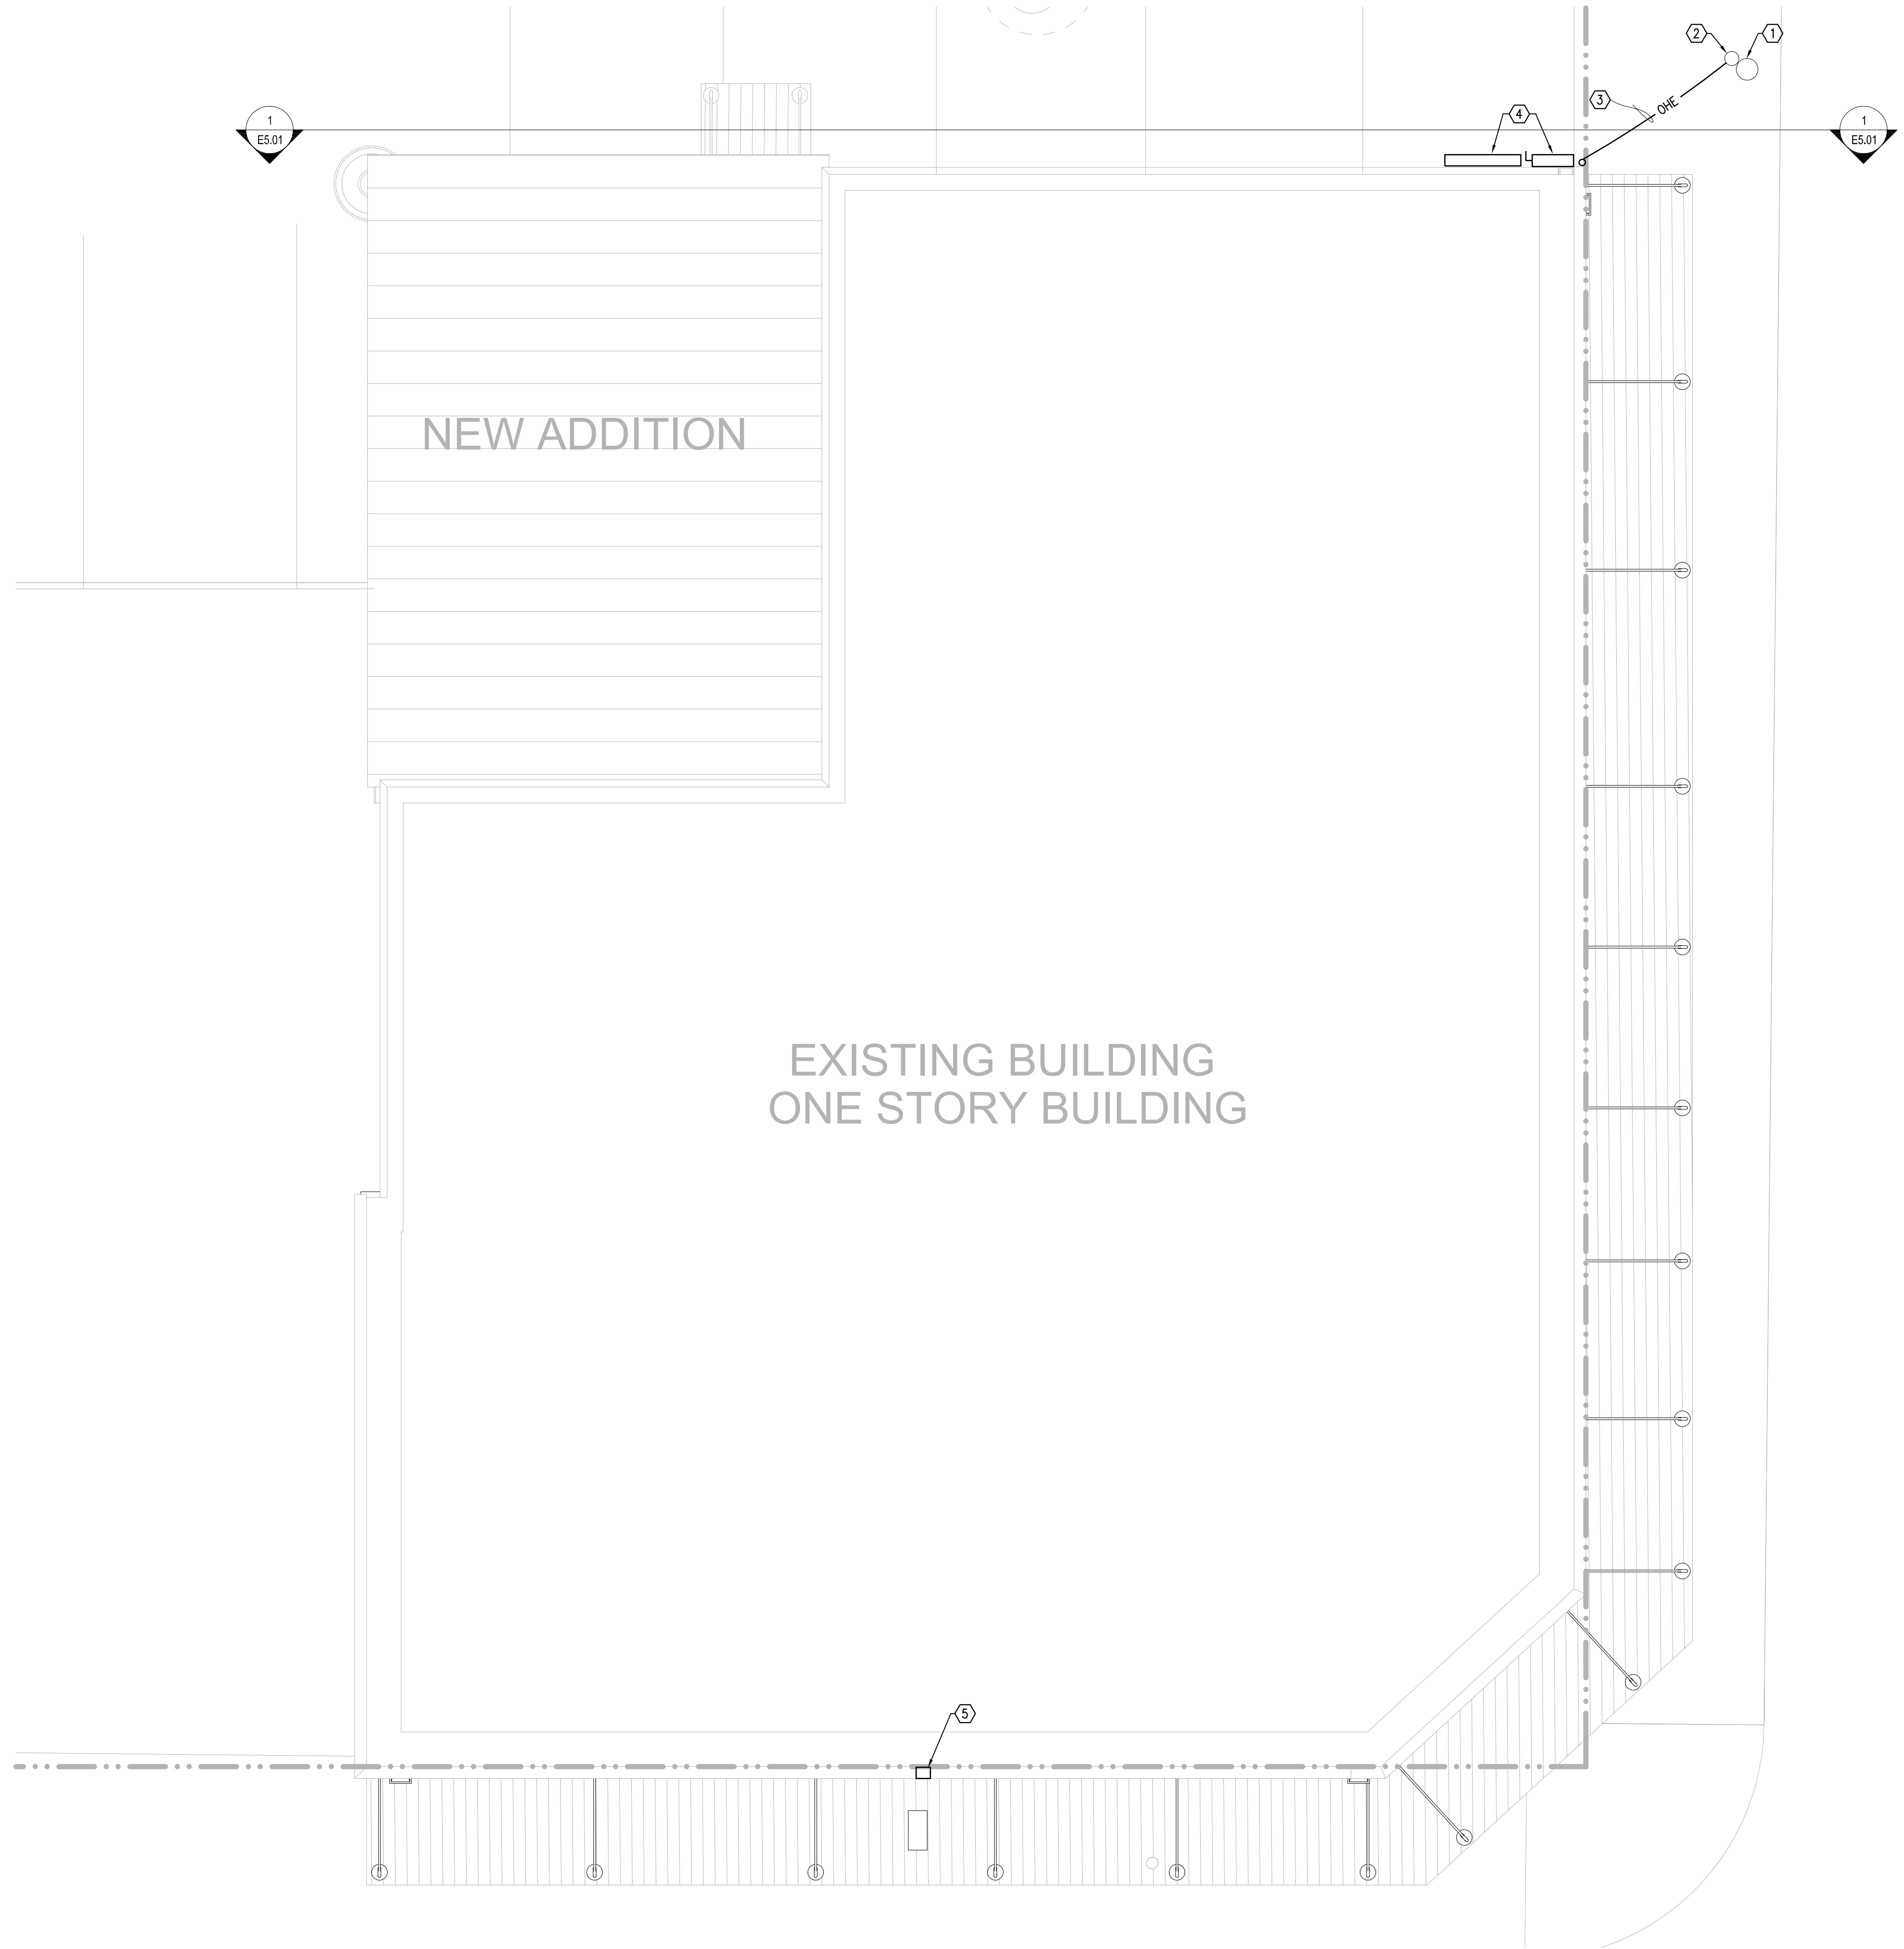 2
1
3
OHE
4
1
E5.01
1
E5.01
NEW ADDITION
EXISTING BUILDING
ONE STORY BUILDING
5